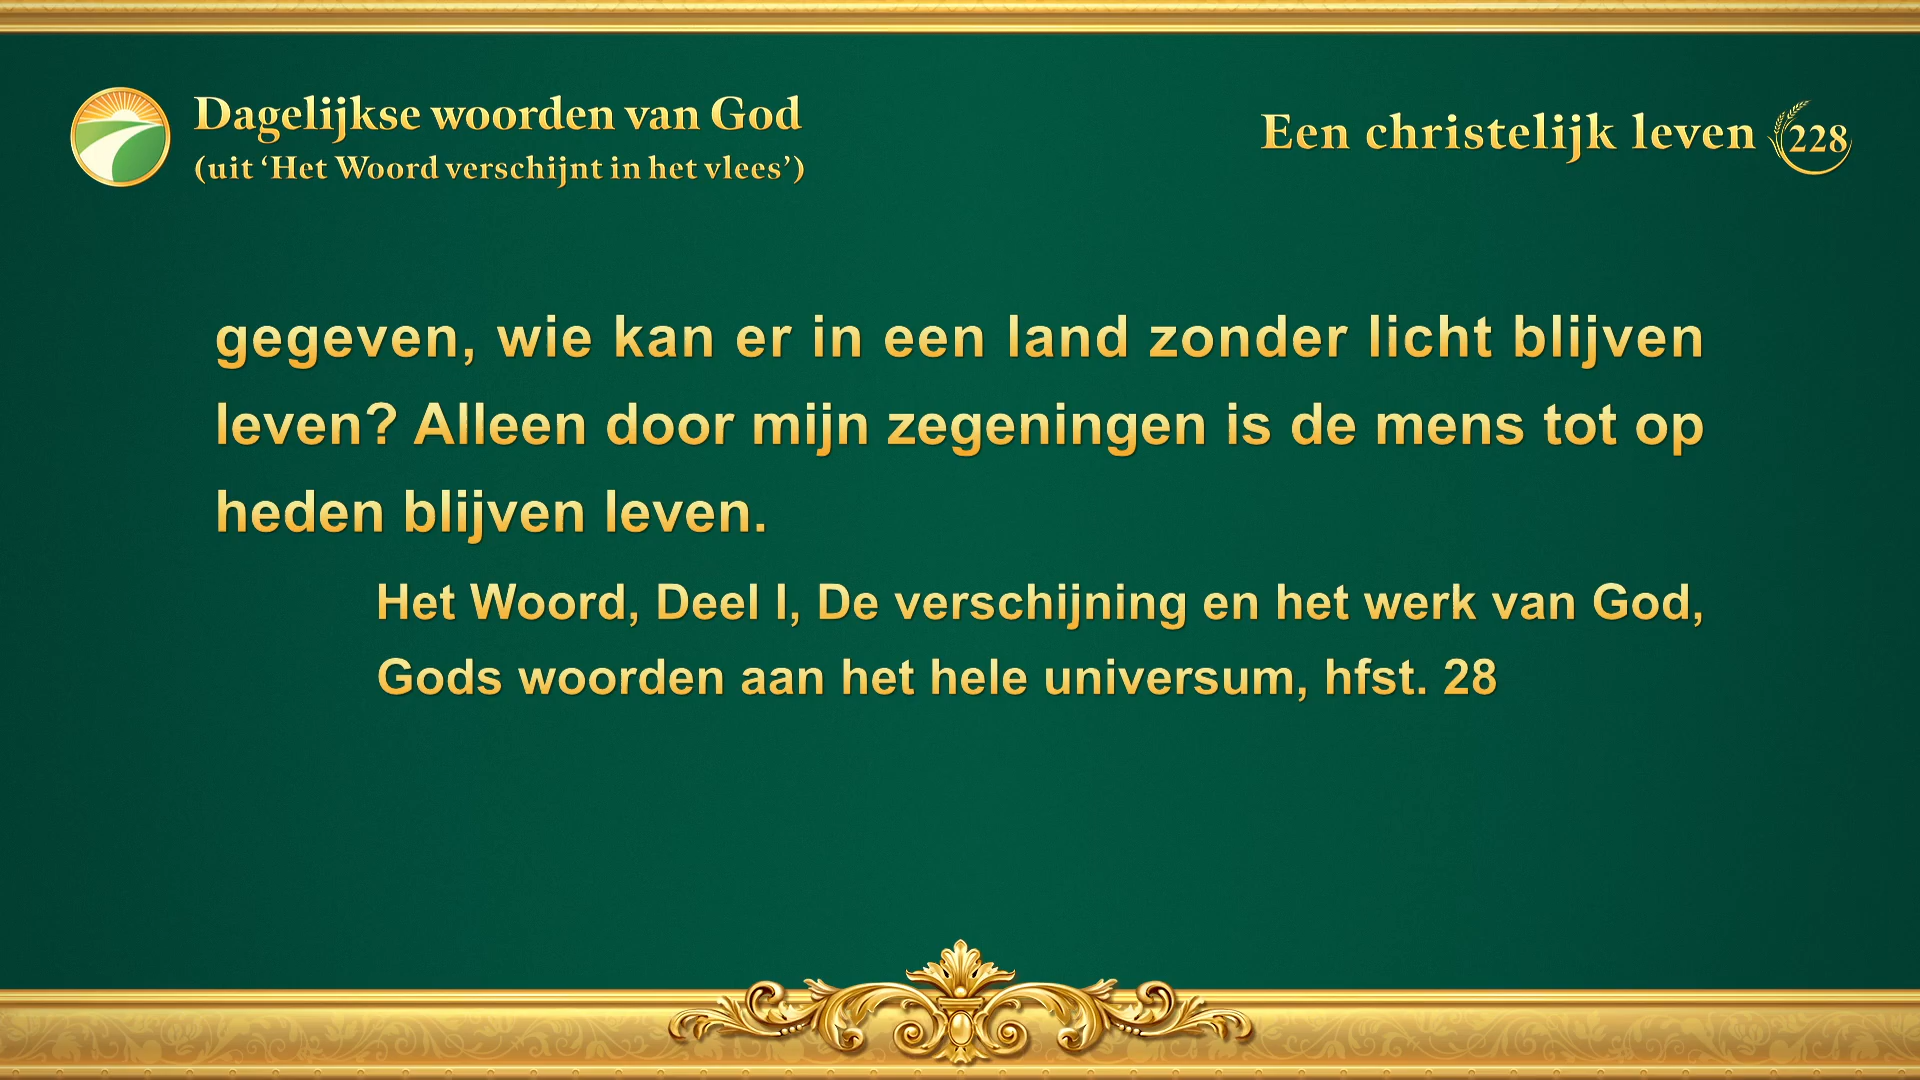 Dagelijkse woorden van God
(uit ‘Het Woord verschijnt in het vlees’)
Een christelijk leven 228
gegeven, wie kan er in een land zonder licht blijven
leven? Alleen door mijn zegeningen is de mens tot op
heden blijven leven.
Het Woord, Deel I, De verschijning en het werk van God,
Gods woorden aan het hele universum, hfst. 28